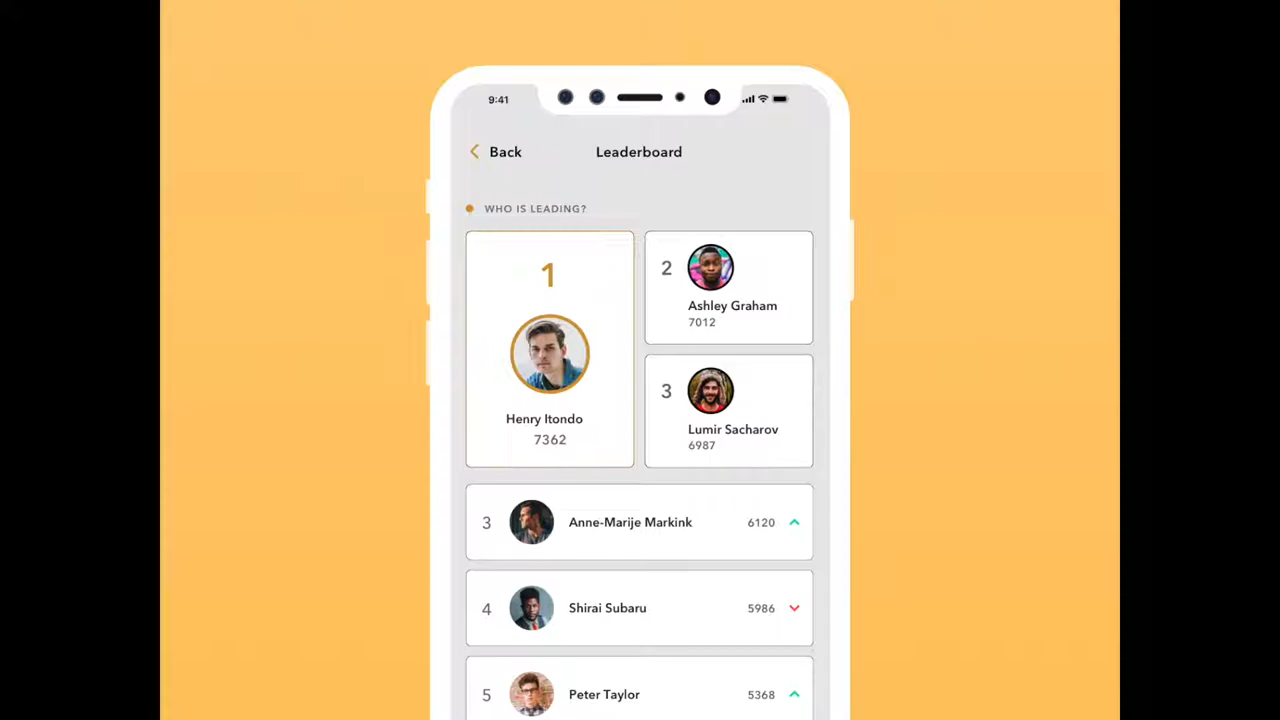 9:41
Back
Leaderboard
WHO IS LEADING?
1
Henry Itondo
7362
2
Ashley Graham
7012
3
Lumir Sacharov
6987
3 Anne-Marije Markink 6120
4 Shirai Subaru 5986
5 Peter Taylor 5368